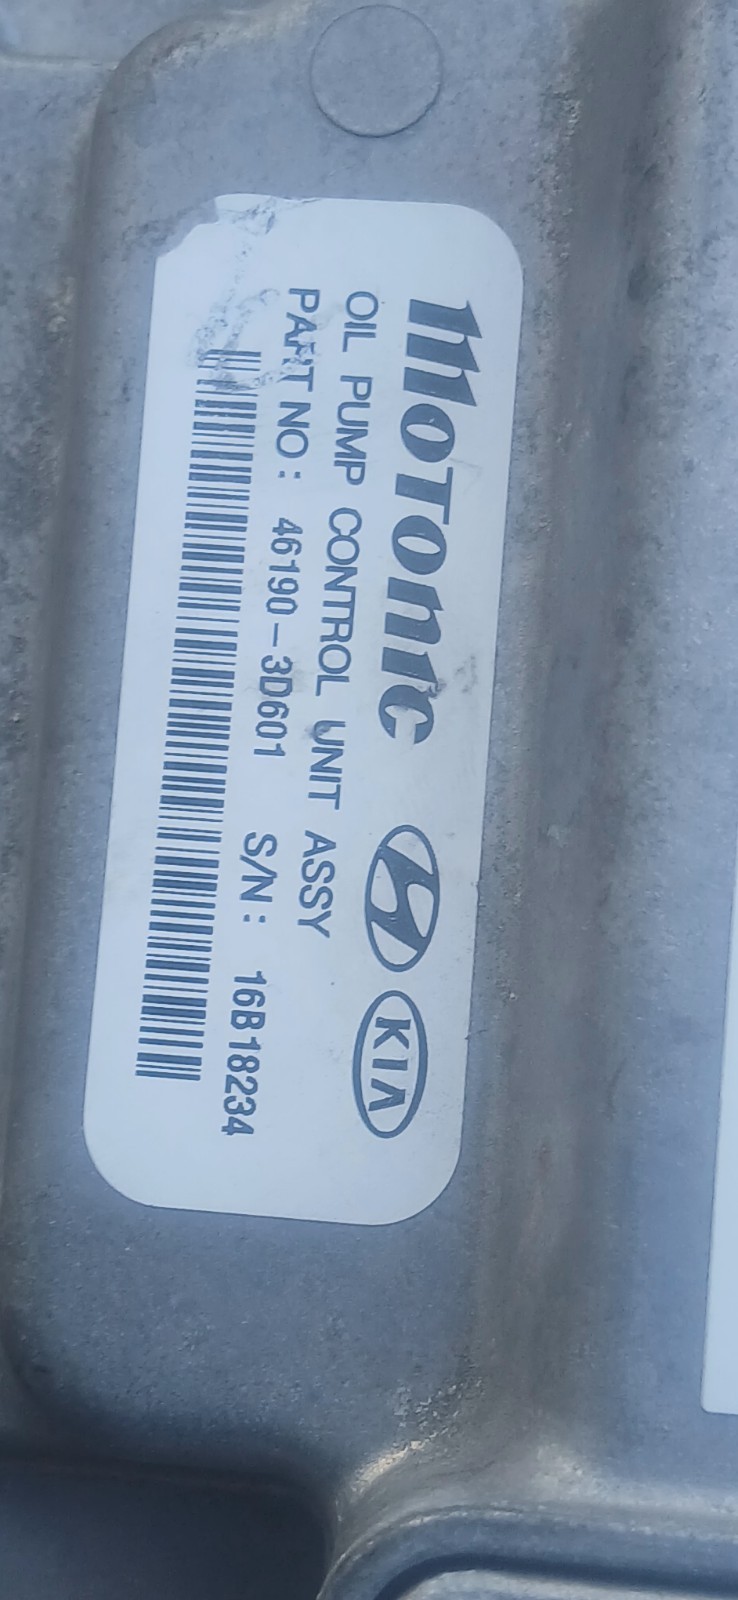 MOTONIC KIA
OIL PUMP CONTROL UNIT ASSY
PART NO: 46190-3D601 S/N: 16B18234